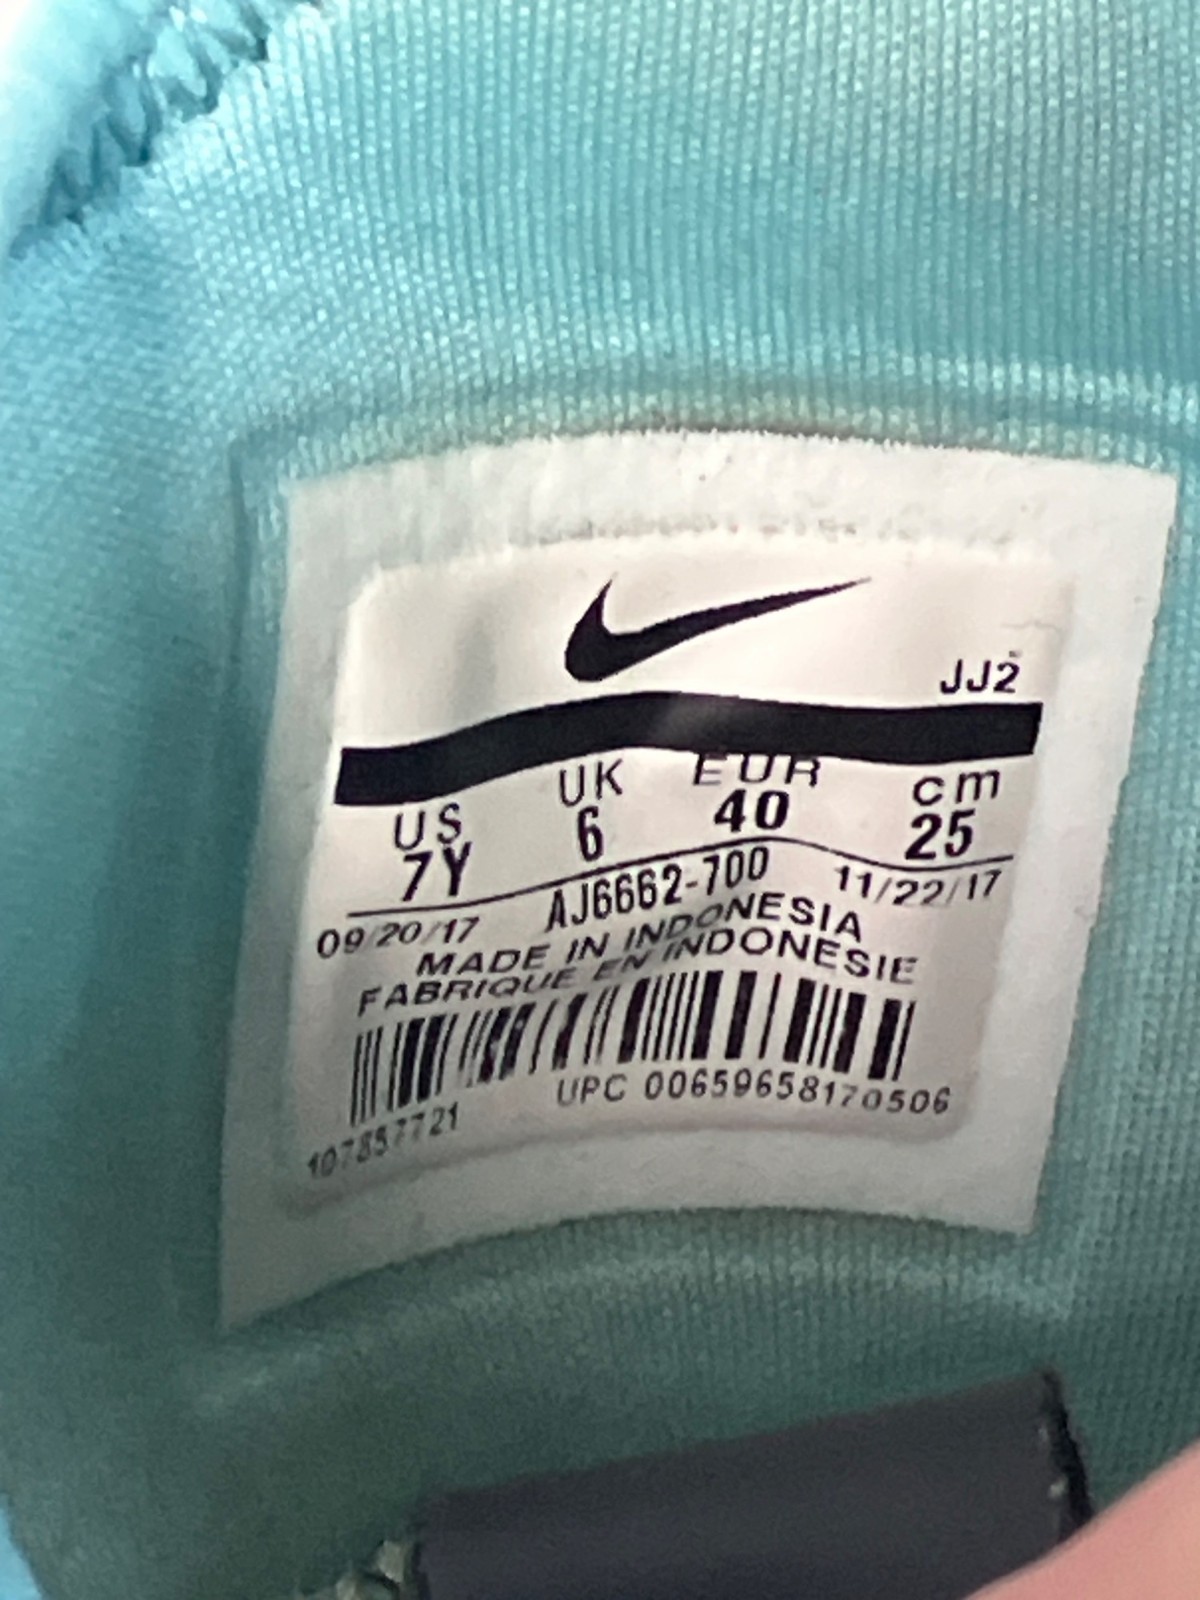 JJ2
US UK EUR cm
7Y 6 40 25
09/20/17 AJ6662-700 11/22/17
MADE IN INDONESIA
FABRIQUE EN INDONESIE
UPC 00659658170506
107857721